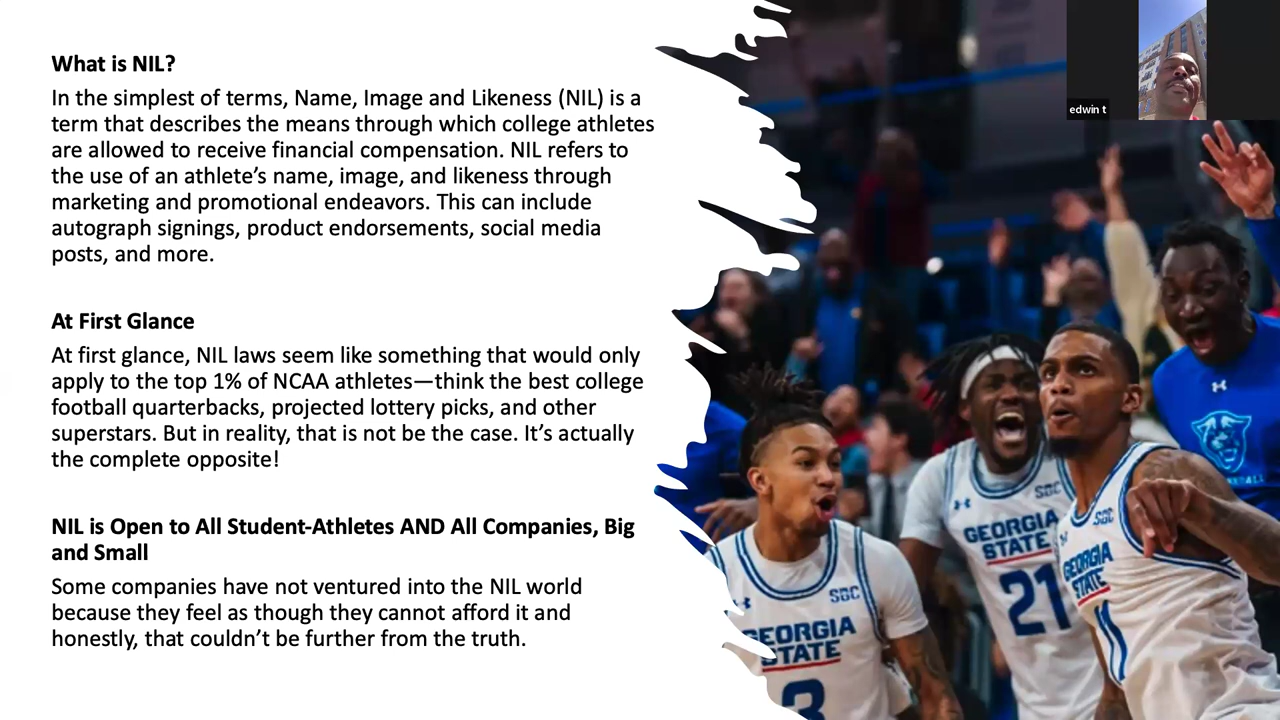 What is NIL?
In the simplest of terms, Name, Image and Likeness (NIL) is a
term that describes the means through which college athletes
are allowed to receive financial compensation. NIL refers to
the use of an athlete's name, image, and likeness through
marketing and promotional endeavors. This can include
autograph signings, product endorsements, social media
posts, and more.
At First Glance
At first glance, NIL laws seem like something that would only
apply to the top 1% of NCAA athletes—think the best college
football quarterbacks, projected lottery picks, and other
superstars. But in reality, that is not be the case. It's actually
the complete opposite!
NIL is Open to All Student-Athletes AND All Companies, Big
and Small
Some companies have not ventured into the NIL world
because they feel as though they cannot afford it and
honestly, that couldn't be further from the truth.
edwin t
SBC
GEORGIA
STATE
3
SBC
GEORGIA
STATE
21
SBC
GEORGIA
STATE
11